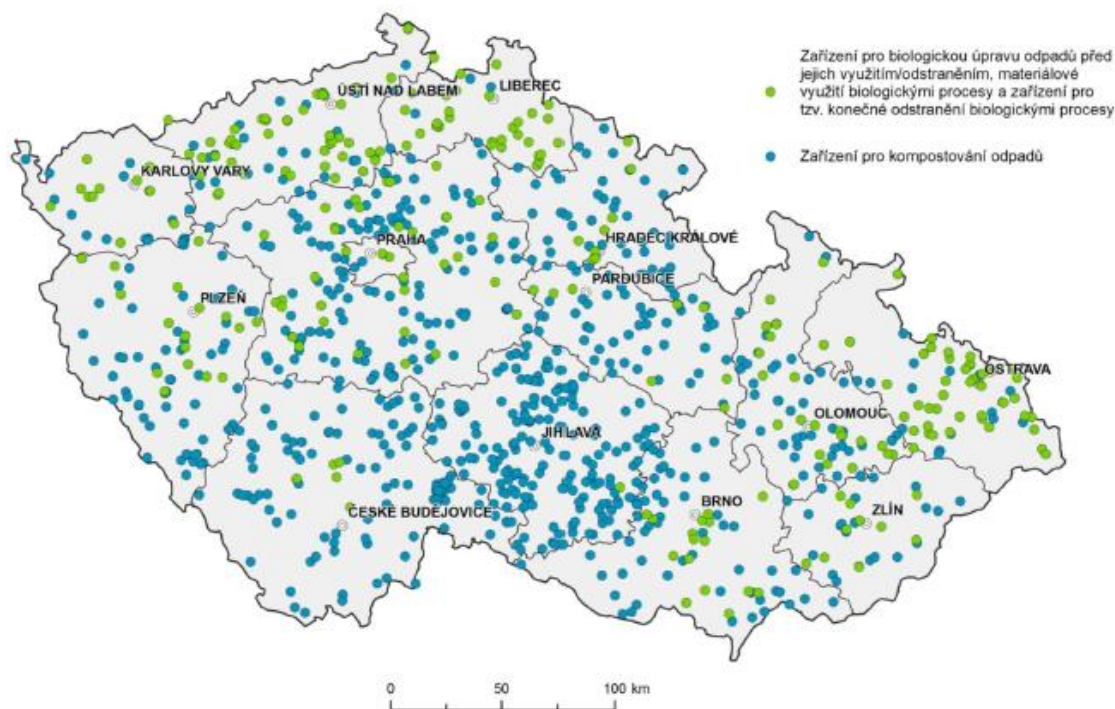 Zařízení pro biologickou úpravu odpadů před
jejich využitím/odstraněním, materiálové
využití biologickými procesy a zařízení pro
tzv. konečné odstranění biologickými procesy
Zařízení pro kompostování odpadů
ÚSTÍ NAD LABEM
LIBEREC
KARLOVY VARY
PRAHA
HRADEC KRÁLOVÉ
PARDUBICE
PLZEŇ
OSTRAVA
OLOMOUC
JIHLAVA
BRNO
ZLÍN
ČESKÉ BUDĚJOVICE
0 50 100 km